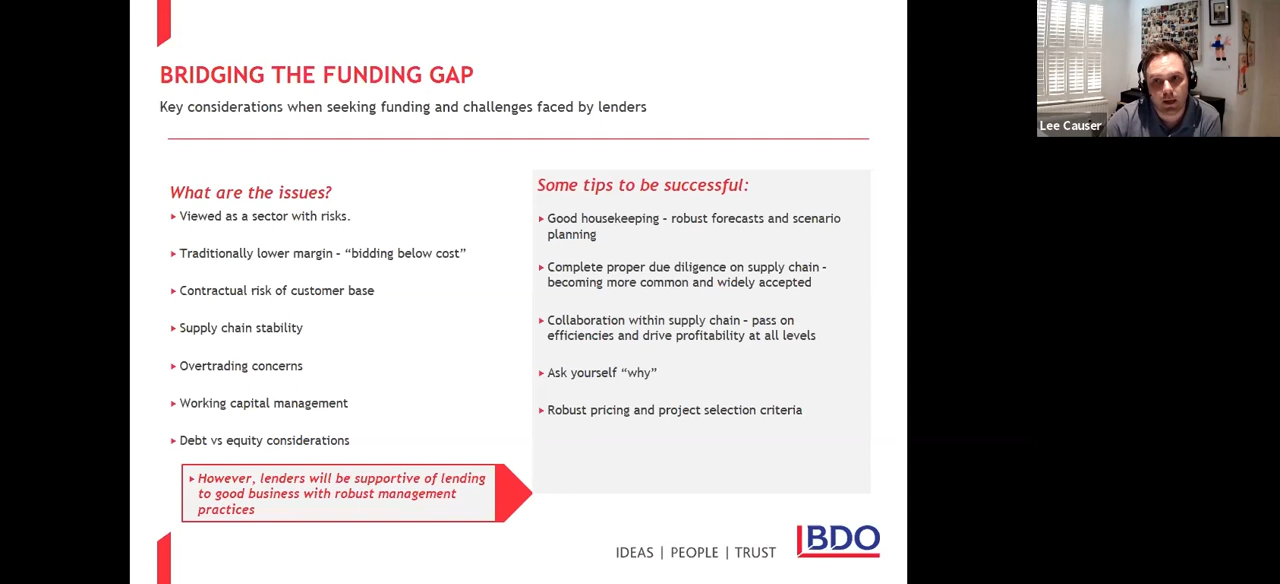 BRIDGING THE FUNDING GAP
Key considerations when seeking funding and challenges faced by lenders
What are the issues?
Viewed as a sector with risks.
Traditionally lower margin – “bidding below cost”
Contractual risk of customer base
Supply chain stability
Overtrading concerns
Working capital management
Debt vs equity considerations
However, lenders will be supportive of lending
to good business with robust management
practices
Some tips to be successful:
Good housekeeping – robust forecasts and scenario
planning
Complete proper due diligence on supply chain –
becoming more common and widely accepted
Collaboration within supply chain – pass on
efficiencies and drive profitability at all levels
Ask yourself “why”
Robust pricing and project selection criteria
IDEAS | PEOPLE | TRUST
BDO
Lee Causer